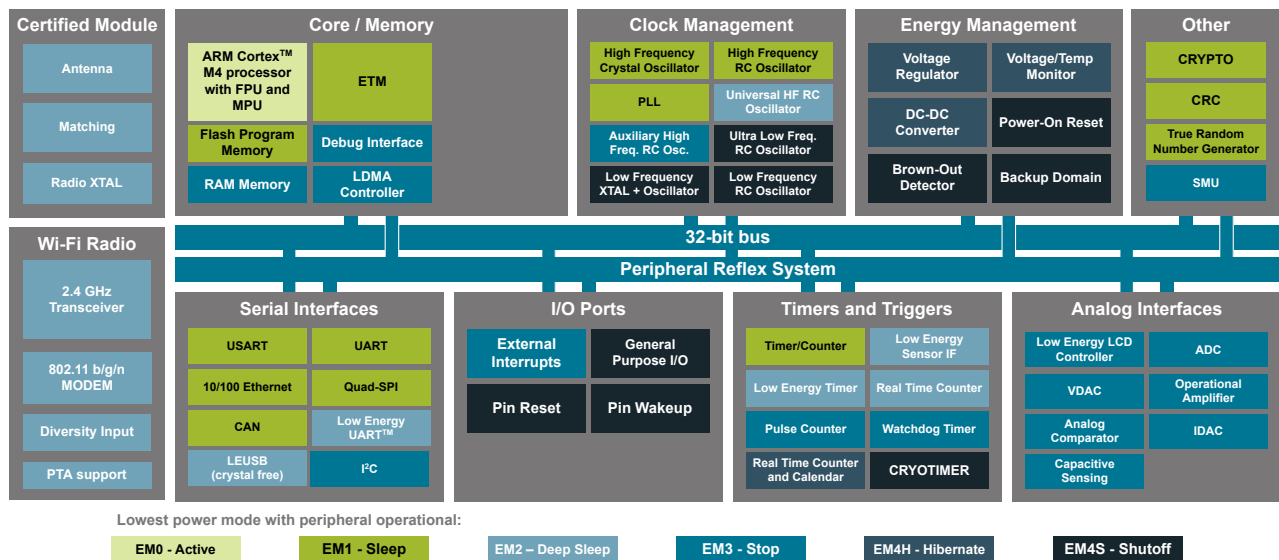 Certified Module
Antenna
Matching
Radio XTAL
Core / Memory
ARM Cortex™
M4 processor
with FPU and
MPU
ETM
Flash Program
Memory
Debug Interface
RAM Memory
LDMA
Controller
Clock Management
High Frequency
Crystal Oscillator
High Frequency
RC Oscillator
PLL
Universal HF RC
Oscillator
Auxiliary High
Freq. RC Osc.
Ultra Low Freq.
RC Oscillator
Low Frequency
XTAL + Oscillator
Low Frequency
RC Oscillator
Energy Management
Voltage
Regulator
Voltage/Temp
Monitor
DC-DC
Converter
Power-On Reset
Brown-Out
Detector
Backup Domain
Other
CRYPTO
CRC
True Random
Number Generator
SMU
32-bit bus
Peripheral Reflex System
Wi-Fi Radio
2.4 GHz
Transceiver
802.11 b/g/n
MODEM
Diversity Input
PTA support
Serial Interfaces
USART
UART
10/100 Ethernet
Quad-SPI
CAN
Low Energy
UART™
LEUSB
(crystal free)
I²C
I/O Ports
External
Interrupts
General
Purpose I/O
Pin Reset
Pin Wakeup
Timers and Triggers
Timer/Counter
Low Energy
Sensor IF
Low Energy Timer
Real Time Counter
Pulse Counter
Watchdog Timer
Real Time Counter
and Calendar
CRYOTIMER
Analog Interfaces
Low Energy LCD
Controller
ADC
VDAC
Operational
Amplifier
Analog
Comparator
IDAC
Capacitive
Sensing
Lowest power mode with peripheral operational:
EM0 - Active
EM1 - Sleep
EM2 – Deep Sleep
EM3 - Stop
EM4H - Hibernate
EM4S - Shutoff